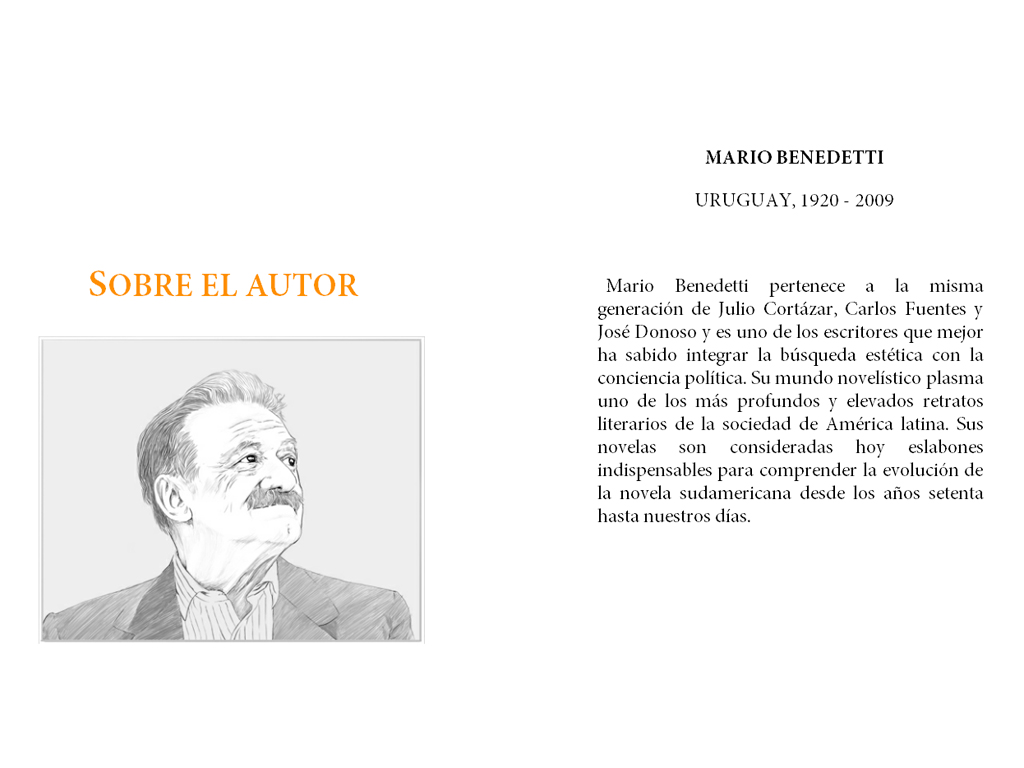 SOBRE EL AUTOR
MARIO BENEDETTI
URUGUAY, 1920 - 2009
Mario Benedetti pertenece a la misma
generación de Julio Cortázar, Carlos Fuentes y
José Donoso y es uno de los escritores que mejor
ha sabido integrar la búsqueda estética con la
conciencia política. Su mundo novelístico plasma
uno de los más profundos y elevados retratos
literarios de la sociedad de América latina. Sus
novelas son consideradas hoy eslabones
indispensables para comprender la evolución de
la novela sudamericana desde los años setenta
hasta nuestros días.